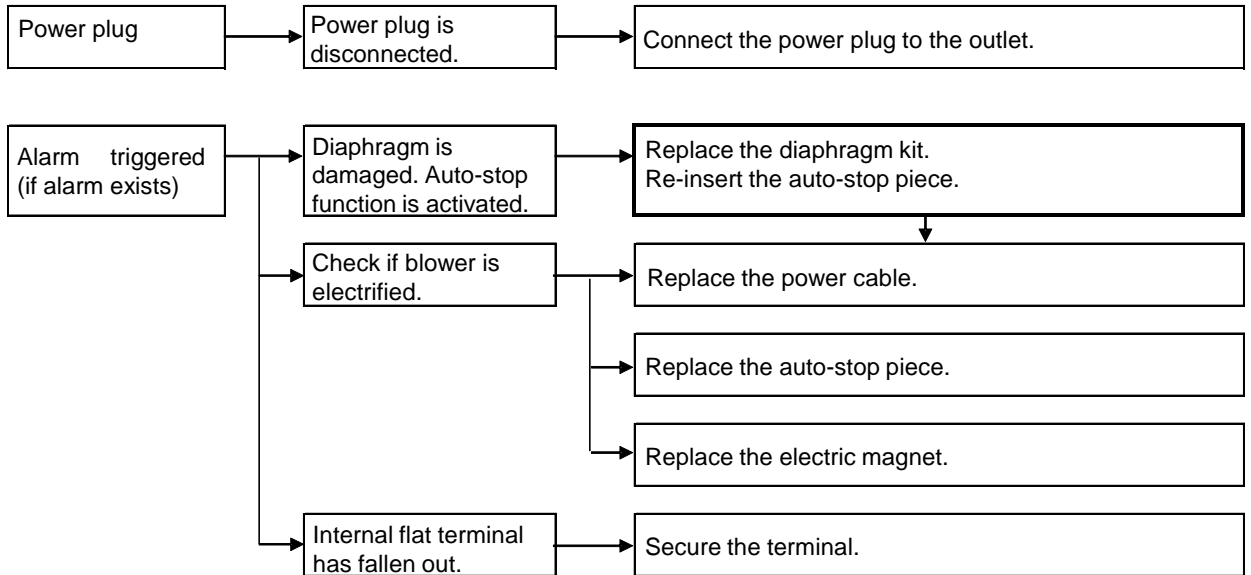 Power plug
Power plug is
disconnected.
Connect the power plug to the outlet.
Alarm triggered
(if alarm exists)
Diaphragm is
damaged. Auto-stop
function is activated.
Replace the diaphragm kit.
Re-insert the auto-stop piece.
Check if blower is
electrified.
Replace the power cable.
Replace the auto-stop piece.
Replace the electric magnet.
Internal flat terminal
has fallen out.
Secure the terminal.